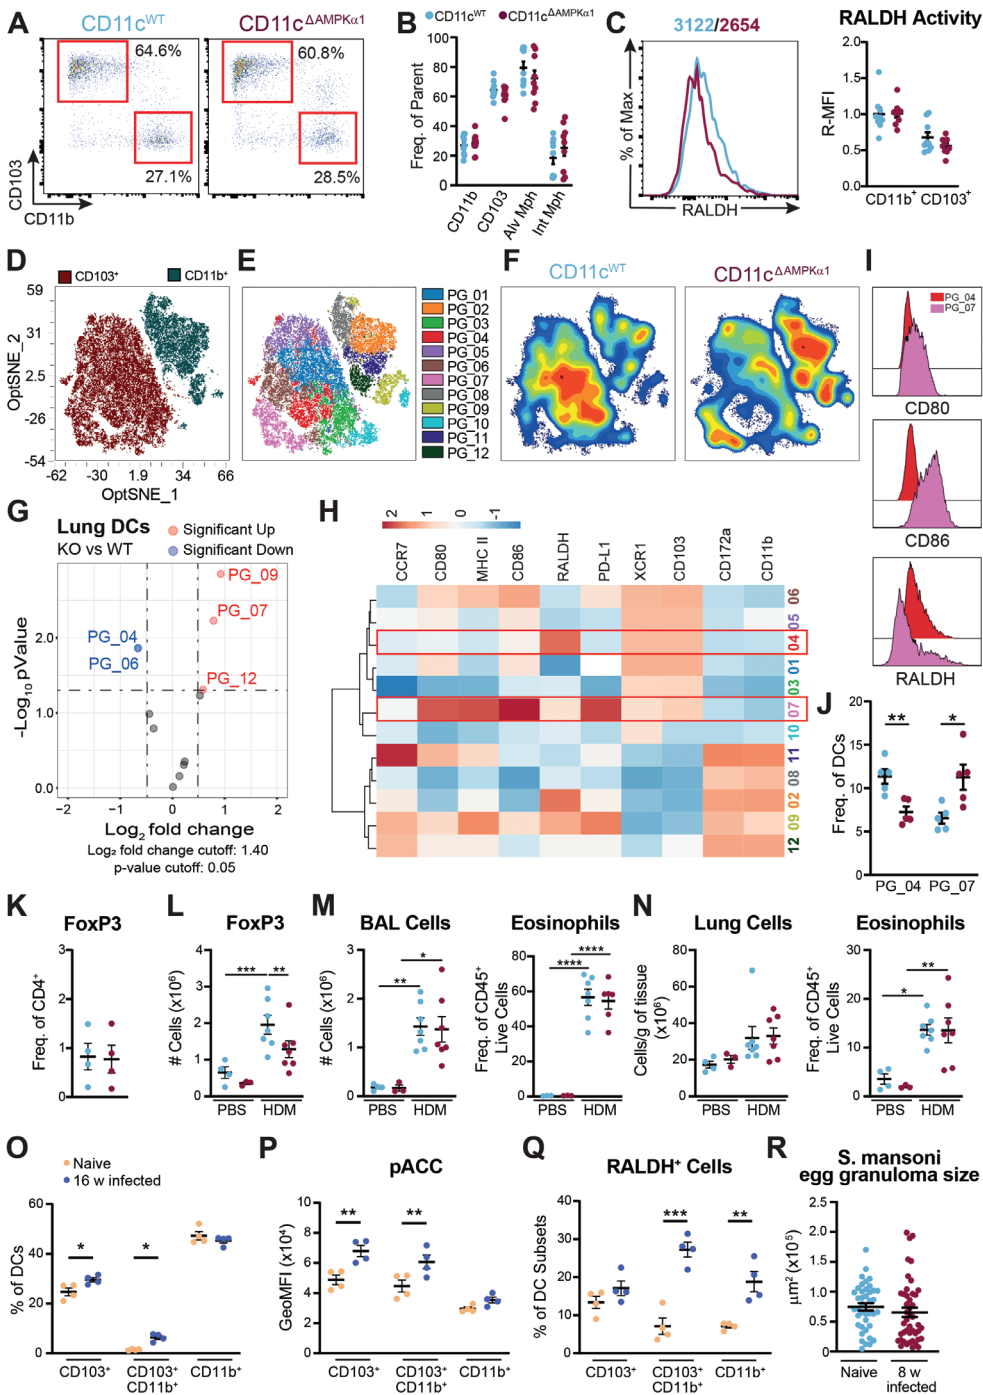 A
CD11cWT
CD11cΔAMPKα1
64.6%
60.8%
27.1%
28.5%
CD103
CD11b
B
CD11cWT
CD11cΔAMPKα1
Freq. of Parent
100
80
60
40
20
0
CD11b
CD103
Alv Mph
Int Mph
C
3122/2654
% of Max
RALDH
RALDH Activity
R-MFI
2.0
1.5
1.0
0.5
0.0
CD11b+
CD103+
D
CD103+
CD11b+
OptSNE_2
59
31
2.5
-26
-54
-62
-30
1.9
34
66
OptSNE_1
E
PG_01
PG_02
PG_03
PG_04
PG_05
PG_06
PG_07
PG_08
PG_09
PG_10
PG_11
PG_12
F
CD11cWT
CD11cΔAMPKα1
I
PG_04
PG_07
CD80
CD86
RALDH
G
Lung DCs
KO vs WT
Significant Up
Significant Down
PG_09
PG_07
PG_04
PG_06
PG_12
-Log10 pValue
2.0
1.0
0.0
−2
−1
0
1
2
Log2 fold change
Log2 fold change cutoff: 1.40
p-value cutoff: 0.05
H
2
1
0
-1
CCR7
CD80
MHC II
CD86
RALDH
PD-L1
XCR1
CD103
CD172a
CD11b
06
05
04
01
03
07
10
11
08
02
09
12
J
Freq. of DCs
20
15
10
5
0
**
*
PG_04
PG_07
K
FoxP3
Freq. of CD4+
3
2
1
0
L
FoxP3
# Cells (x10⁶)
4
3
2
1
0
***
**
PBS
HDM
M
BAL Cells
# Cells (x10⁶)
3
2
1
0
**
*
PBS
HDM
Eosinophils
Freq. of CD45+
Live Cells
80
60
40
20
0
****
****
PBS
HDM
N
Lung Cells
Cells/g of tissue
(x10⁶)
80
60
40
20
0
PBS
HDM
Eosinophils
Freq. of CD45+
Live Cells
30
20
10
0
*
**
PBS
HDM
O
Naive
16 w infected
% of DCs
60
40
20
0
*
*
CD103+
CD103+
CD11b+
CD11b+
P
pACC
GeoMFI (x10⁴)
10
8
6
4
2
0
**
**
CD103+
CD103+
CD11b+
CD11b+
Q
RALDH+ Cells
% of DC Subsets
40
30
20
10
0
***
**
CD103+
CD103+
CD11b+
CD11b+
R
S. mansoni
egg granuloma size
μm² (x10⁵)
2.5
2.0
1.5
1.0
0.5
0.0
Naive
8 w
infected